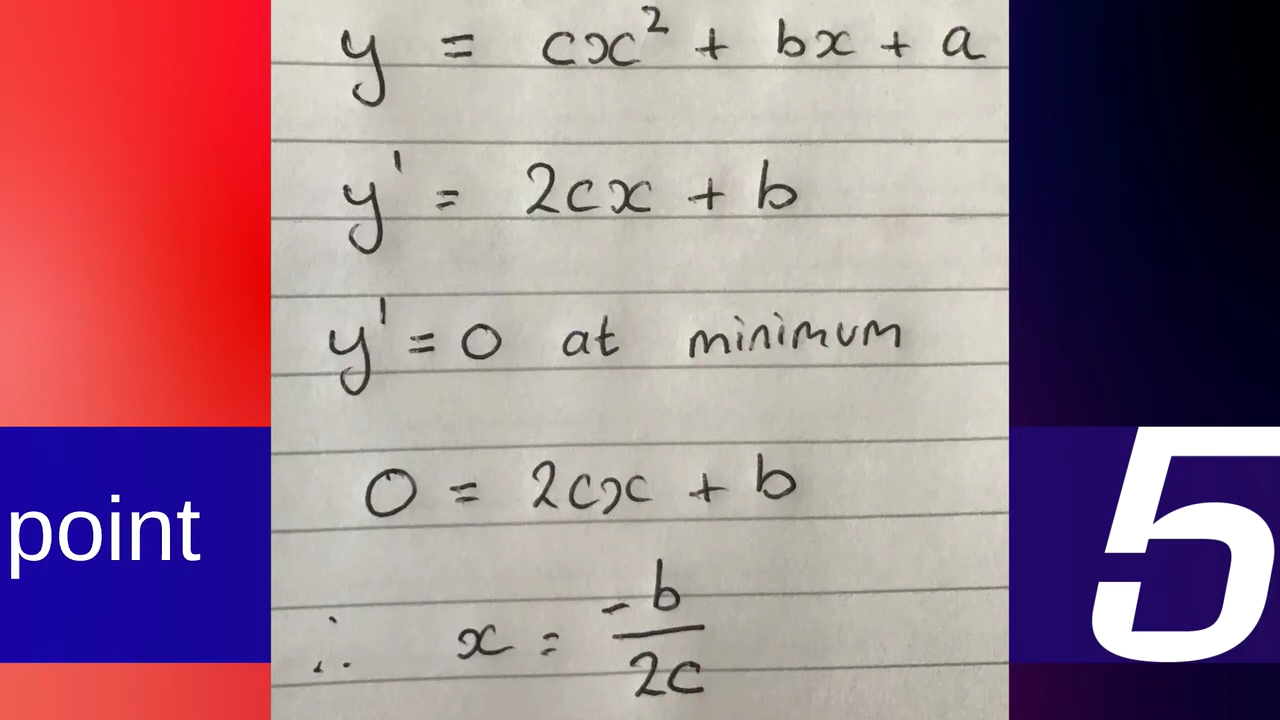 y = cx² + bx + a
y' = 2cx + b
y' = 0 at minimum
0 = 2cx + b
∴ x = -b/2c
point
5